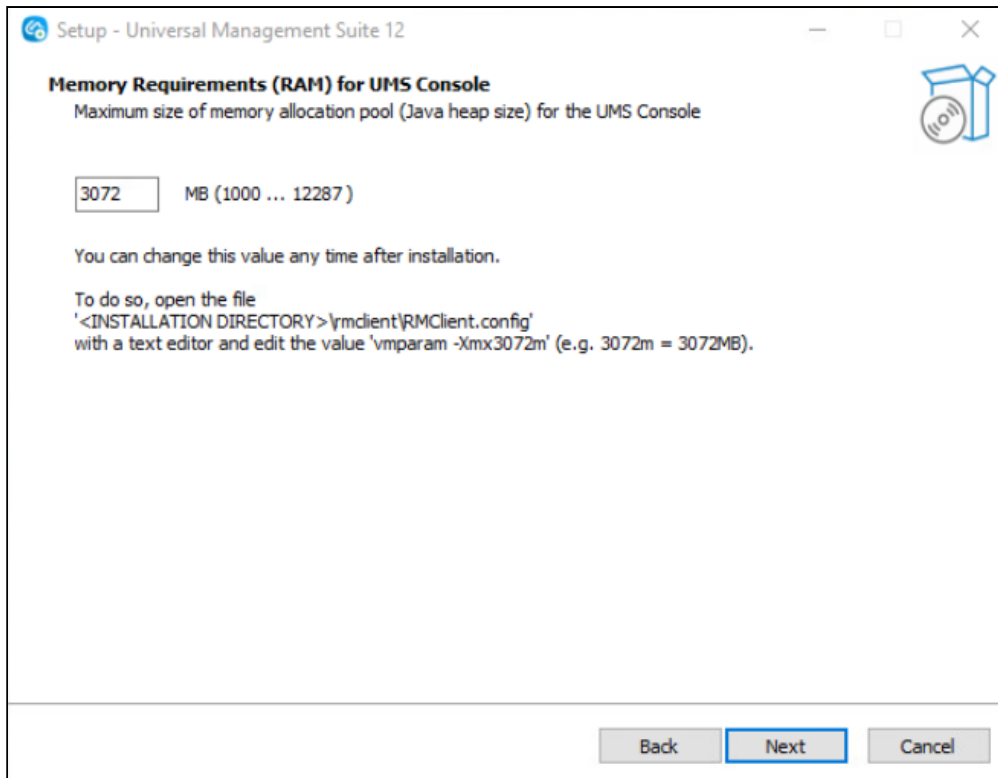 Setup - Universal Management Suite 12
Memory Requirements (RAM) for UMS Console
Maximum size of memory allocation pool (Java heap size) for the UMS Console
3072 MB (1000 ... 12287 )
You can change this value any time after installation.
To do so, open the file
'<INSTALLATION DIRECTORY>\rmclient\RMClient.config'
with a text editor and edit the value 'vmparam -Xmx3072m' (e.g. 3072m = 3072MB).
Back Next Cancel